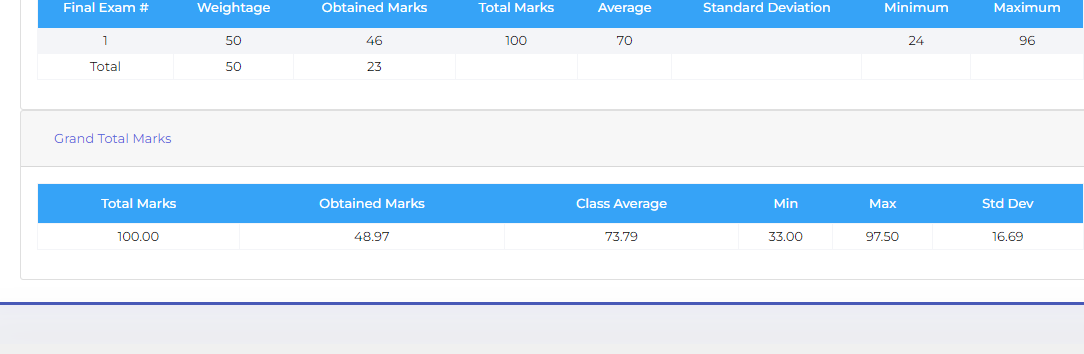 Final Exam # Weightage Obtained Marks Total Marks Average Standard Deviation Minimum Maximum
1 50 46 100 70 24 96
Total 50 23
Grand Total Marks
Total Marks Obtained Marks Class Average Min Max Std Dev
100.00 48.97 73.79 33.00 97.50 16.69